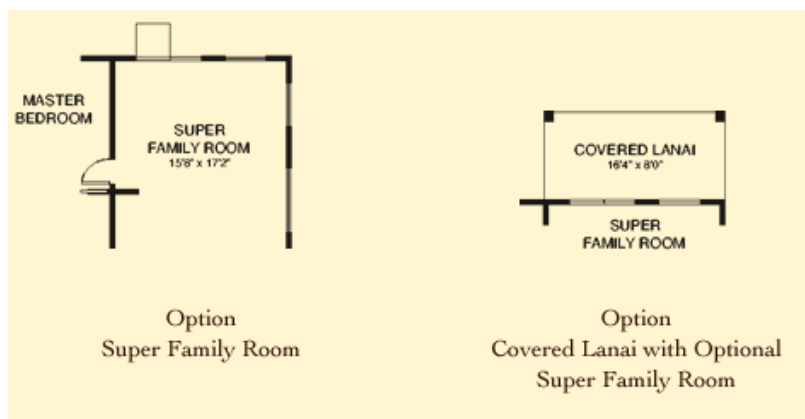 MASTER
BEDROOM
SUPER
FAMILY ROOM
15'8" x 17'2"
Option
Super Family Room
COVERED LANAI
16'4" x 8'0"
SUPER
FAMILY ROOM
Option
Covered Lanai with Optional
Super Family Room